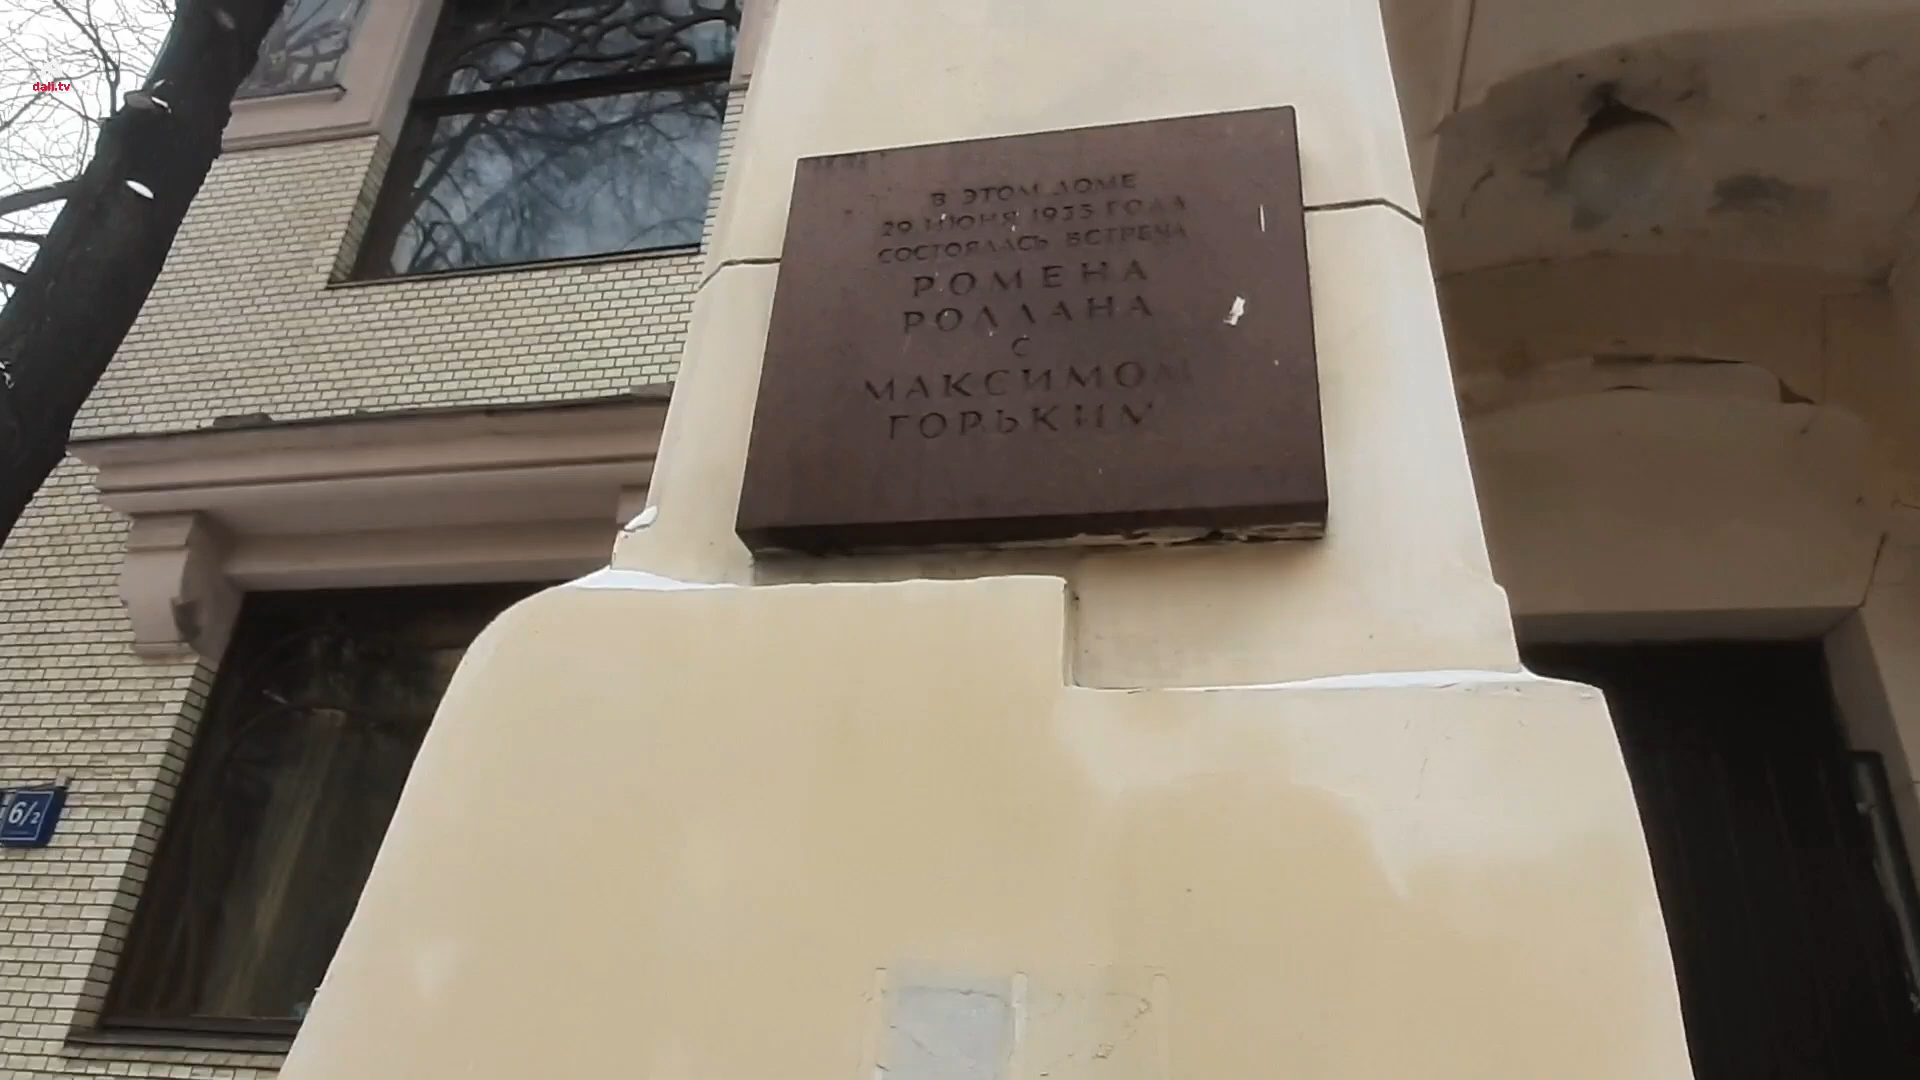 dali.tv
В ЭТОМ ДОМЕ
29 ИЮНЯ 1935 ГОДА
СОСТОЯЛАСЬ ВСТРЕЧА
РОМЕНА
РОЛЛАНА
С
МАКСИМОМ
ГОРЬКИМ
6/2